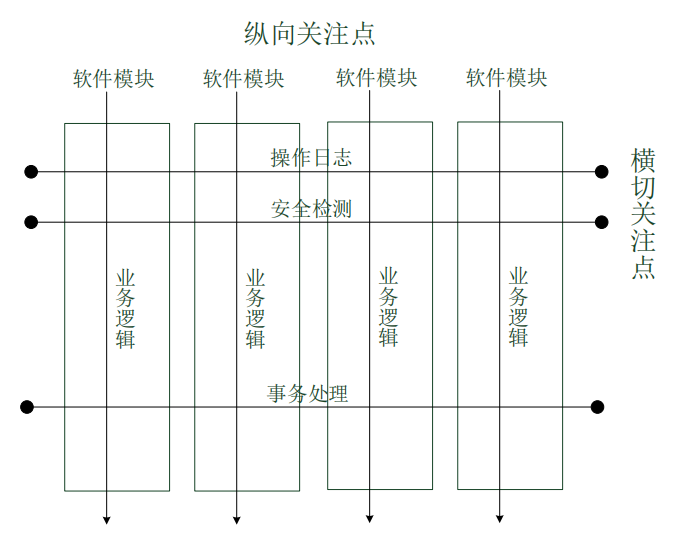 纵向关注点
软件模块
软件模块
软件模块
软件模块
操作日志
安全检测
业务逻辑
业务逻辑
业务逻辑
业务逻辑
事务处理
横切关注点